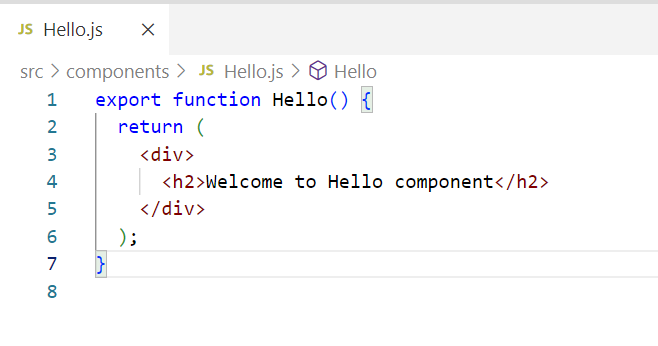 JS Hello.js ×
src > components > JS Hello.js > Hello
1 export function Hello() {
2   return (
3     <div>
4       <h2>Welcome to Hello component</h2>
5     </div>
6   );
7 }
8